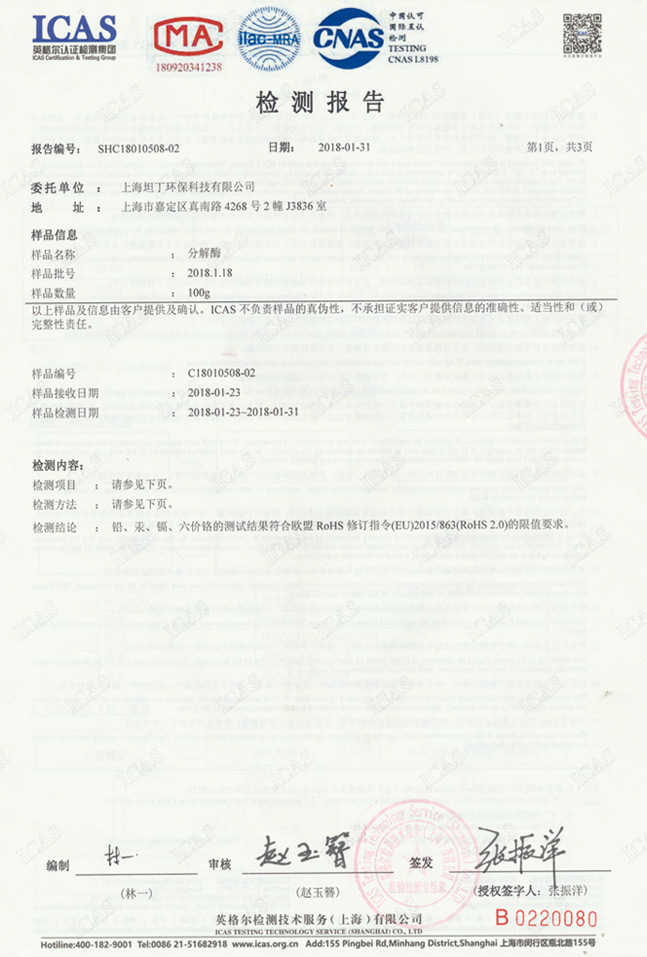 ICAS
英格尔认证检测集团
ICAS Certification & Testing Group
MA
180920341238
ilac-MRA
CNAS
中国认可
国际互认
检测
TESTING
CNAS L8198
检测报告
报告编号: SHC18010508-02 日期: 2018-01-31 第1页,共3页
委托单位 : 上海坦丁环保科技有限公司
地 址 : 上海市嘉定区真南路 4268 号 2 幢 J3836 室
样品信息
样品名称 : 分解酶
样品批号 : 2018.1.18
样品数量 : 100g
以上样品及信息由客户提供及确认。ICAS 不负责样品的真伪性,不承担证实客户提供信息的准确性、适当性和(或)
完整性责任。
样品编号 : C18010508-02
样品接收日期 : 2018-01-23
样品检测日期 : 2018-01-23~2018-01-31
检测内容:
检测项目 : 请参见下页。
检测方法 : 请参见下页。
检测结论 : 铅、汞、镉、六价铬的测试结果符合欧盟 RoHS 修订指令(EU)2015/863(RoHS 2.0)的限值要求。
编制 林一 审核 赵玉簪 签发 张振洋
(林一) (赵玉簪) (授权签字人: 张振洋)
英格尔检测技术服务(上海)有限公司
ICAS TESTING TECHNOLOGY SERVICE (SHANGHAI) CO., LTD
B 0220080
Hotline:400-182-9001 Tel:0086 21-51682918 www.icas.org.cn Add:155 Pingbei Rd,Minhang District,Shanghai 上海市闵行区瓶北路155号